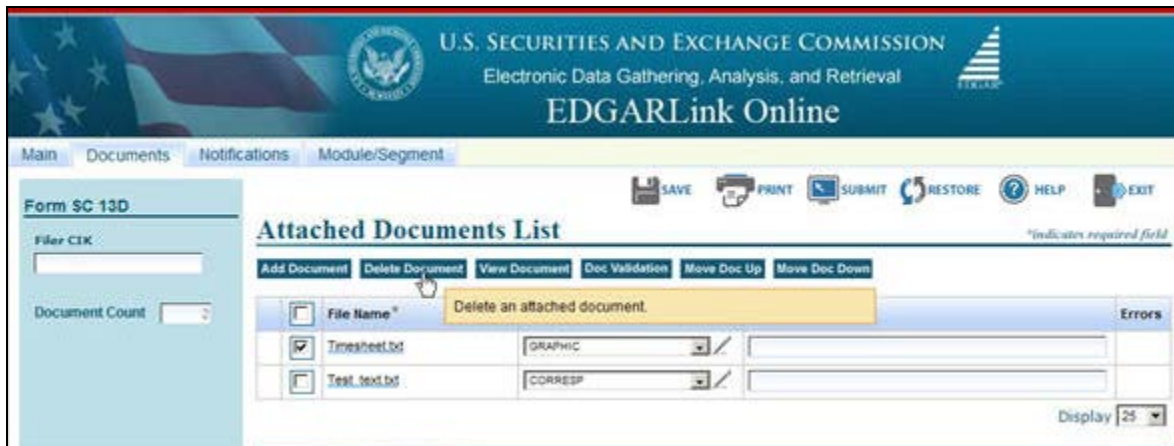 U.S. SECURITIES AND EXCHANGE COMMISSION
Electronic Data Gathering, Analysis, and Retrieval
EDGAR
EDGARLink Online
Main Documents Notifications Module/Segment
SAVE PRINT SUBMIT RESTORE HELP EXIT
Form SC 13D
Attached Documents List
*indicates required field
Filer CIK
Add Document Delete Document View Document Doc Validation Move Doc Up Move Doc Down
Delete an attached document.
Document Count 2
File Name* Errors
Timesheet.txt GRAPHIC
Test_text.txt CORRESP
Display 25